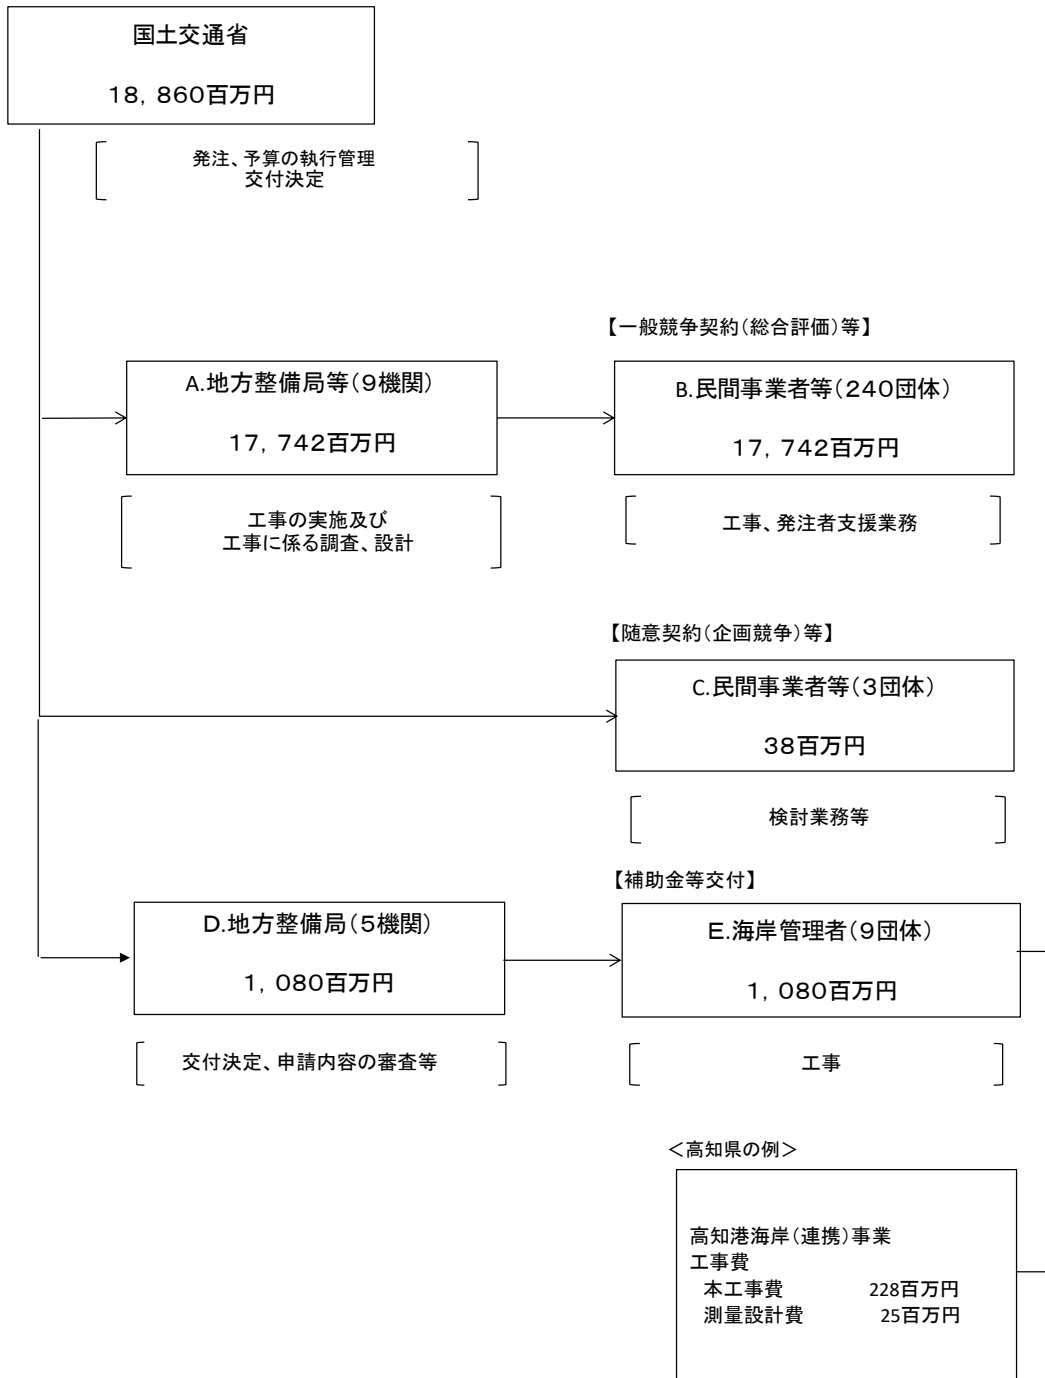 国土交通省
18，860百万円
発注、予算の執行管理
交付決定
【一般競争契約（総合評価）等】
A.地方整備局等（9機関）
17，742百万円
B.民間事業者等（240団体）
17，742百万円
工事の実施及び
工事に係る調査、設計
工事、発注者支援業務
【随意契約（企画競争）等】
C.民間事業者等（3団体）
38百万円
検討業務等
【補助金等交付】
D.地方整備局（5機関）
1，080百万円
E.海岸管理者（9団体）
1，080百万円
交付決定、申請内容の審査等
工事
＜高知県の例＞
高知港海岸（連携）事業
工事費
本工事費 228百万円
測量設計費 25百万円